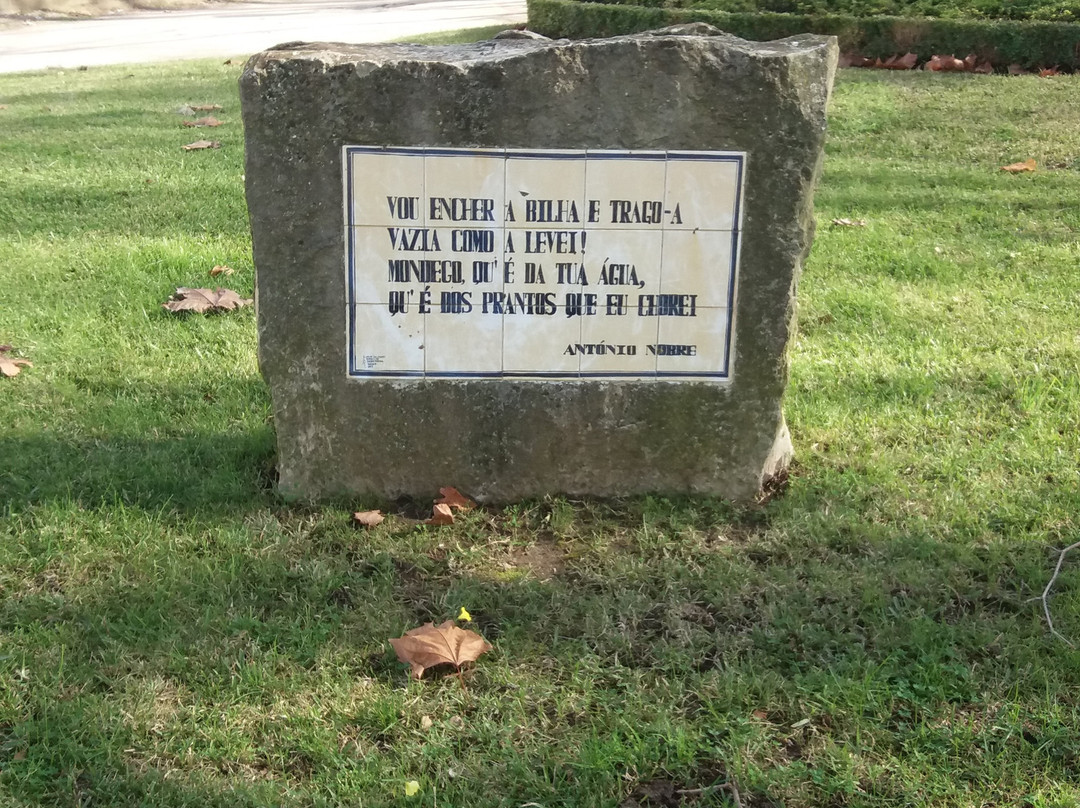 VOU ENCHER A BILHA E TRAGO-A
VAZIA COMO A LEVEI!
MONDEGO, QU'É DA TUA ÁGUA,
QU'É DOS PRANTOS QUE EU CHOREI
ANTÓNIO NOBRE